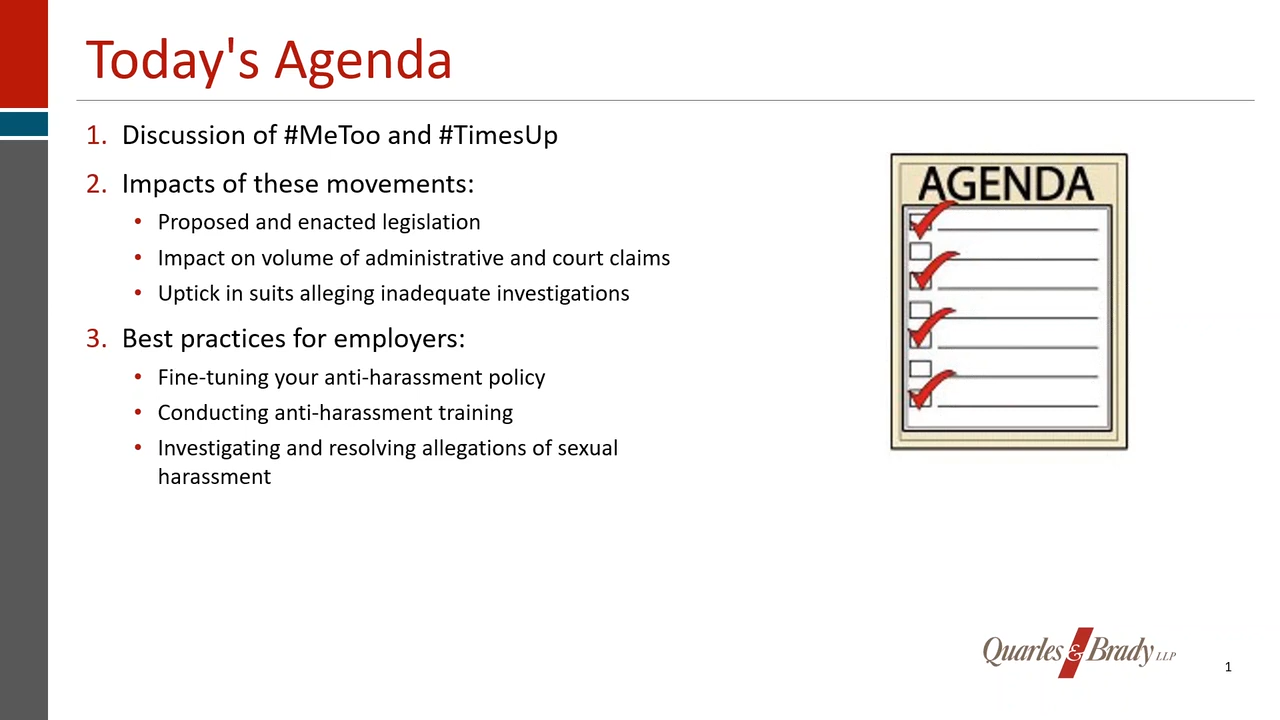 Today's Agenda
1. Discussion of #MeToo and #TimesUp
2. Impacts of these movements:
• Proposed and enacted legislation
• Impact on volume of administrative and court claims
• Uptick in suits alleging inadequate investigations
3. Best practices for employers:
• Fine-tuning your anti-harassment policy
• Conducting anti-harassment training
• Investigating and resolving allegations of sexual
harassment
AGENDA
Quarles & Brady LLP
1